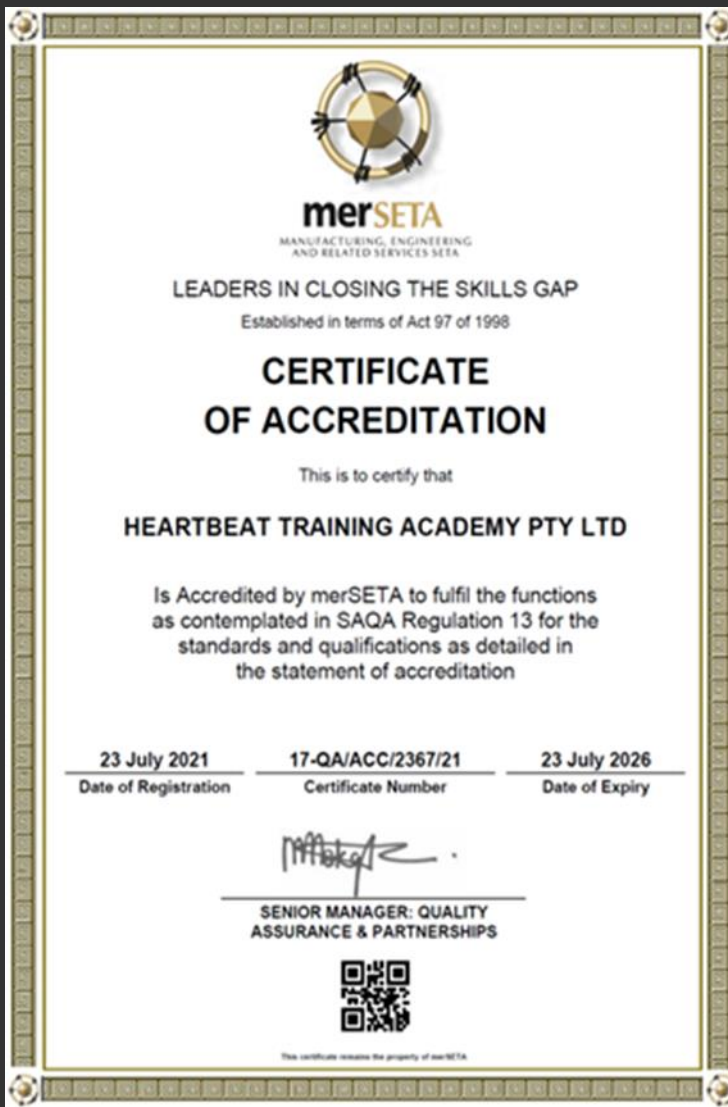 merSETA
MANUFACTURING, ENGINEERING
AND RELATED SERVICES SETA
LEADERS IN CLOSING THE SKILLS GAP
Established in terms of Act 97 of 1998
CERTIFICATE
OF ACCREDITATION
This is to certify that
HEARTBEAT TRAINING ACADEMY PTY LTD
Is Accredited by merSETA to fulfil the functions
as contemplated in SAQA Regulation 13 for the
standards and qualifications as detailed in
the statement of accreditation
23 July 2021 17-QA/ACC/2367/21 23 July 2026
Date of Registration Certificate Number Date of Expiry
SENIOR MANAGER: QUALITY
ASSURANCE & PARTNERSHIPS
This certificate remains the property of merSETA